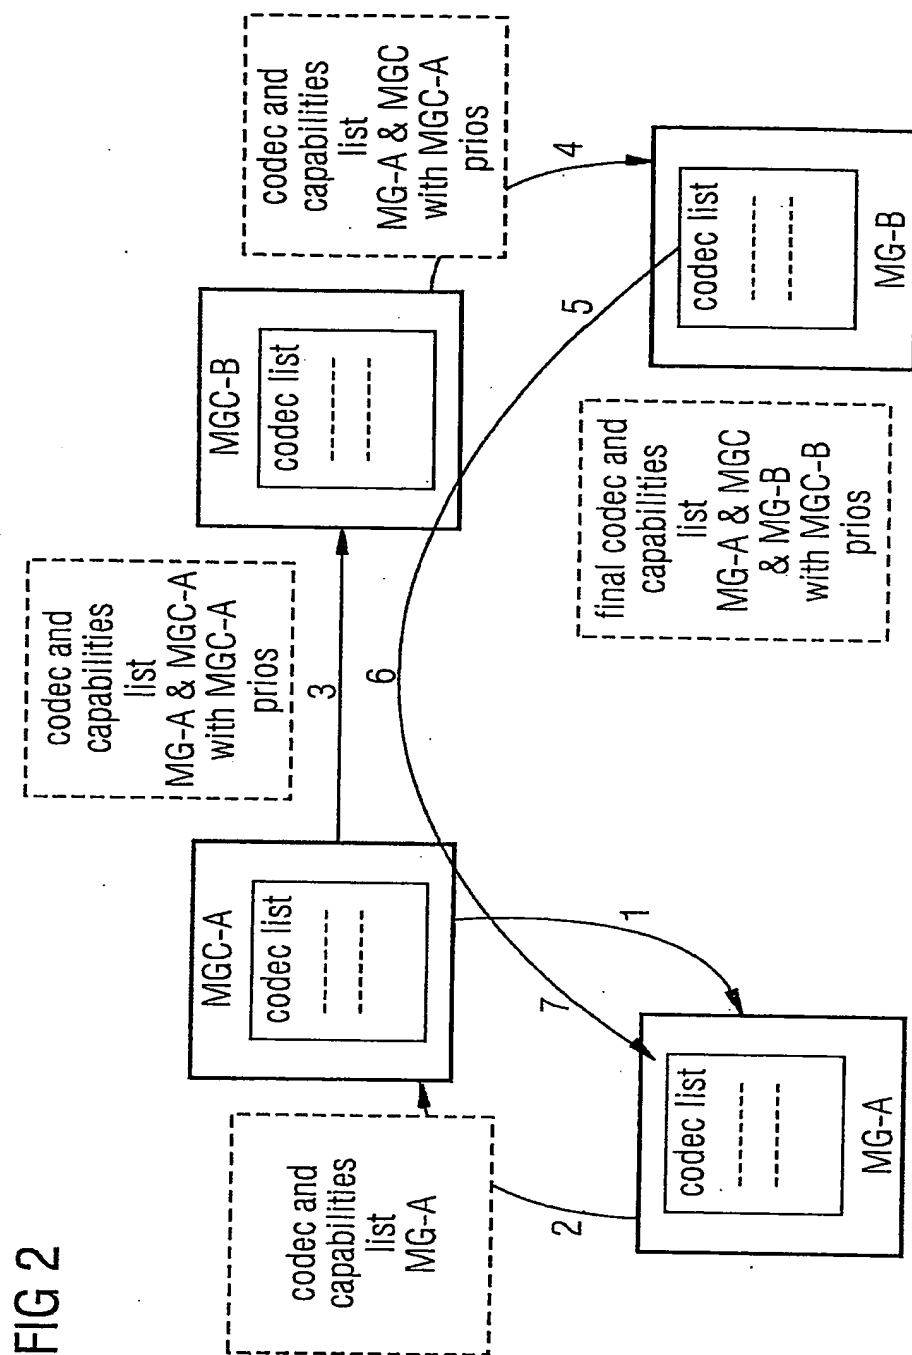 FIG 2
codec and
capabilities
list
MG-A & MGC-A
with MGC-A
prios
codec and
capabilities
list
MG-A & MGC
with MGC-A
prios
MGC-A
codec list
3
MGC-B
codec list
codec and
capabilities
list
MG-A
2
1
7
6
5
4
MG-A
codec list
final codec and
capabilities
list
MG-A & MGC
& MG-B
with MGC-B
prios
codec list
MG-B